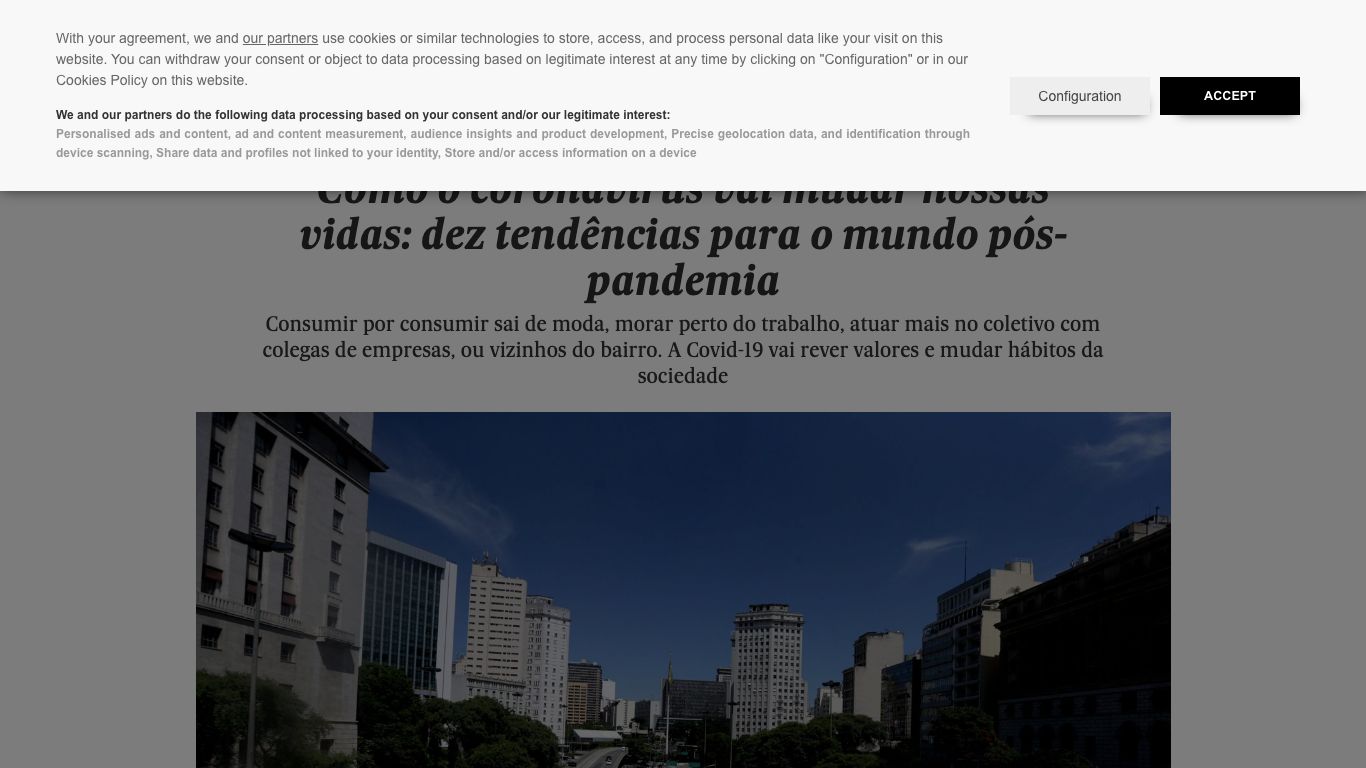 With your agreement, we and our partners use cookies or similar technologies to store, access, and process personal data like your visit on this
website. You can withdraw your consent or object to data processing based on legitimate interest at any time by clicking on "Configuration" or in our
Cookies Policy on this website.
We and our partners do the following data processing based on your consent and/or our legitimate interest:
Personalised ads and content, ad and content measurement, audience insights and product development, Precise geolocation data, and identification through
device scanning, Share data and profiles not linked to your identity, Store and/or access information on a device
Configuration
ACCEPT
Como o coronavírus vai mudar nossas
vidas: dez tendências para o mundo pós-
pandemia
Consumir por consumir sai de moda, morar perto do trabalho, atuar mais no coletivo com
colegas de empresas, ou vizinhos do bairro. A Covid-19 vai rever valores e mudar hábitos da
sociedade